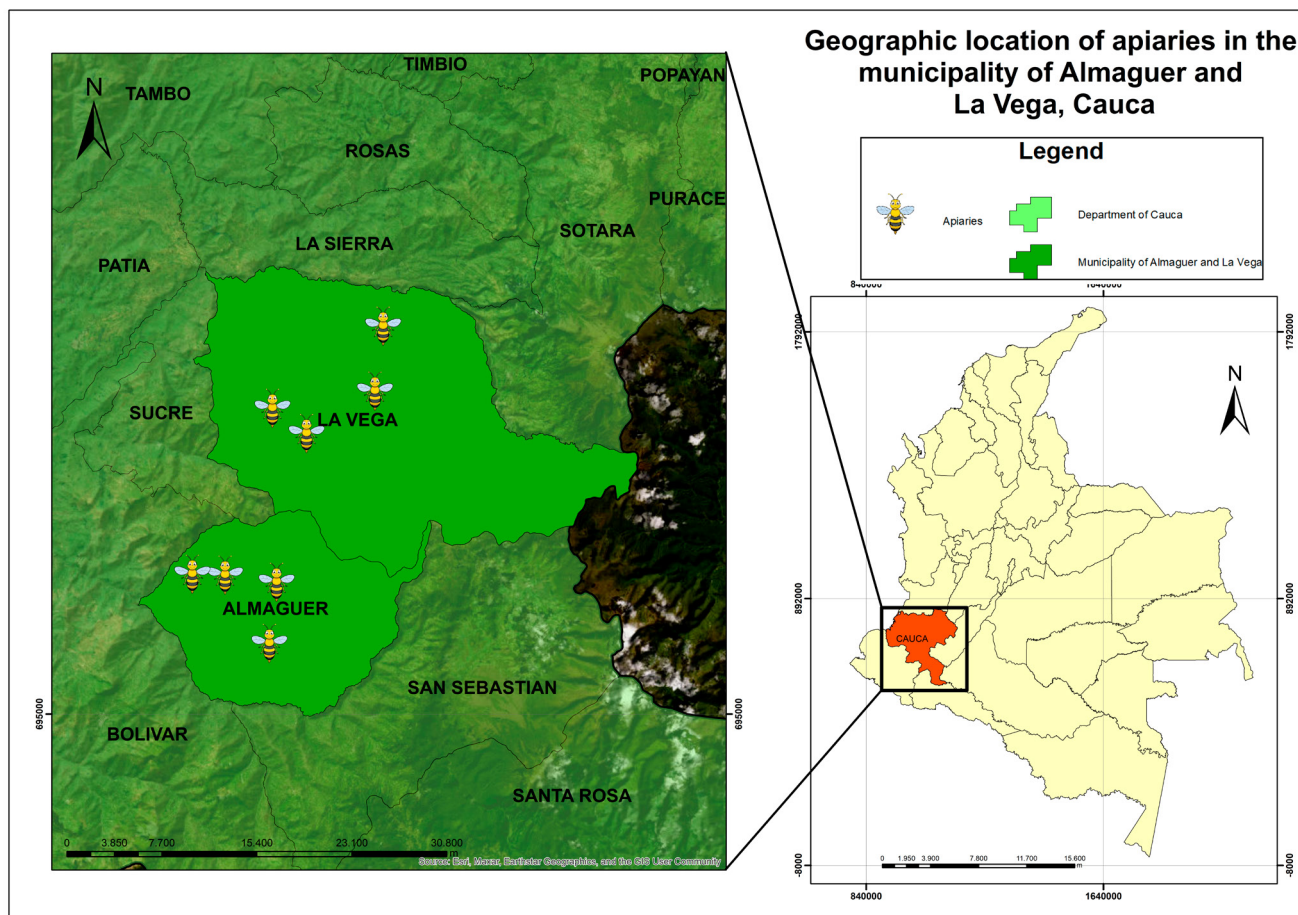 Geographic location of apiaries in the
municipality of Almaguer and
La Vega, Cauca
Legend
Apiaries
Department of Cauca
Municipality of Almaguer and La Vega
N
TIMBIO
POPAYAN
TAMBO
ROSAS
PURACE
SOTARA
LA SIERRA
PATIA
SUCRE
LA VEGA
ALMAGUER
SAN SEBASTIAN
BOLIVAR
SANTA ROSA
695000
695000
0 3.850 7.700 15.400 23.100 30.800
Source: Esri, Maxar, Earthstar Geographics, and the GIS User Community
840000 1640000
1792000 1792000
N
892000 892000
CAUCA
0 1.950 3.900 7.800 11.700 15.600
m
-8000 -8000
840000 1640000